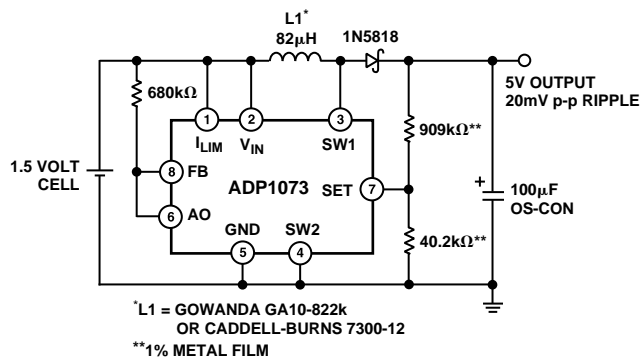 L1*
82μH
1N5818
5V OUTPUT
20mV p-p RIPPLE
680kΩ
909kΩ**
1
2
3
ILIM
VIN
SW1
1.5 VOLT
CELL
8
FB
ADP1073
SET
7
+
100μF
OS-CON
6
AO
GND
SW2
40.2kΩ**
5
4
*L1 = GOWANDA GA10-822k
OR CADDELL-BURNS 7300-12
**1% METAL FILM